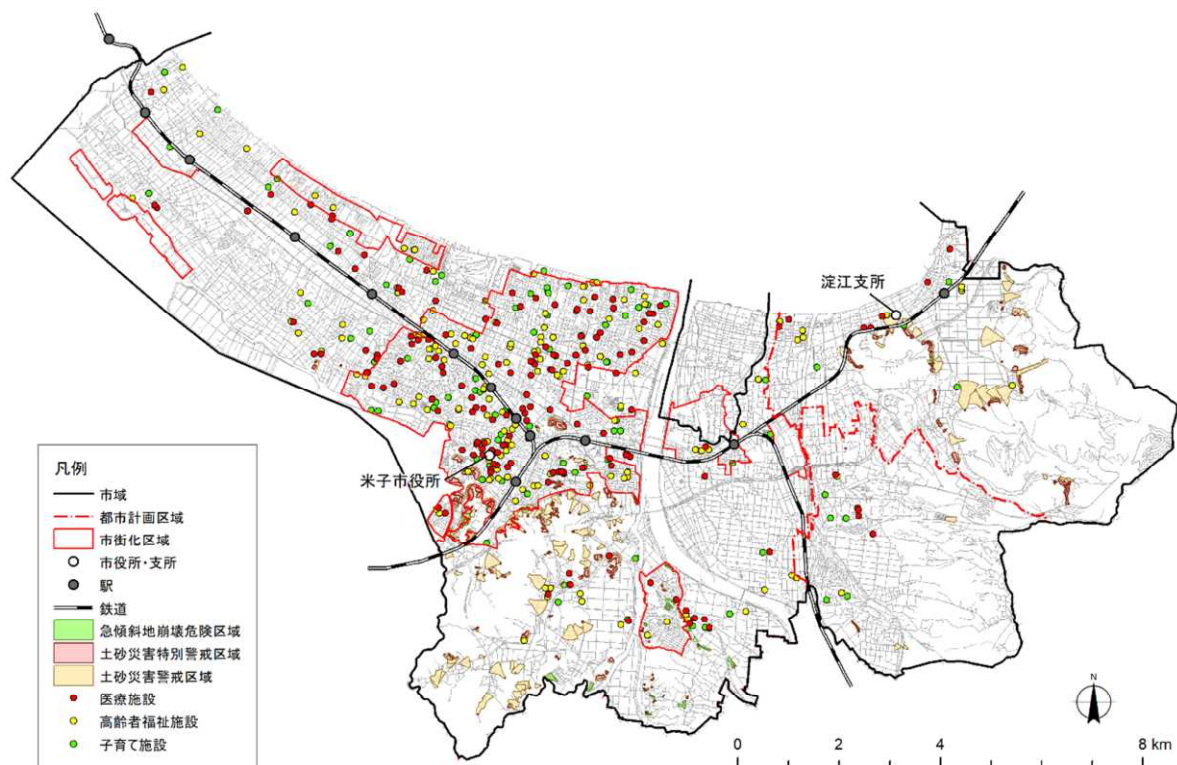 淀江支所
米子市役所
凡例
市域
都市計画区域
市街化区域
市役所・支所
駅
鉄道
急傾斜地崩壊危険区域
土砂災害特別警戒区域
土砂災害警戒区域
医療施設
高齢者福祉施設
子育て施設
N
0 2 4 8 km